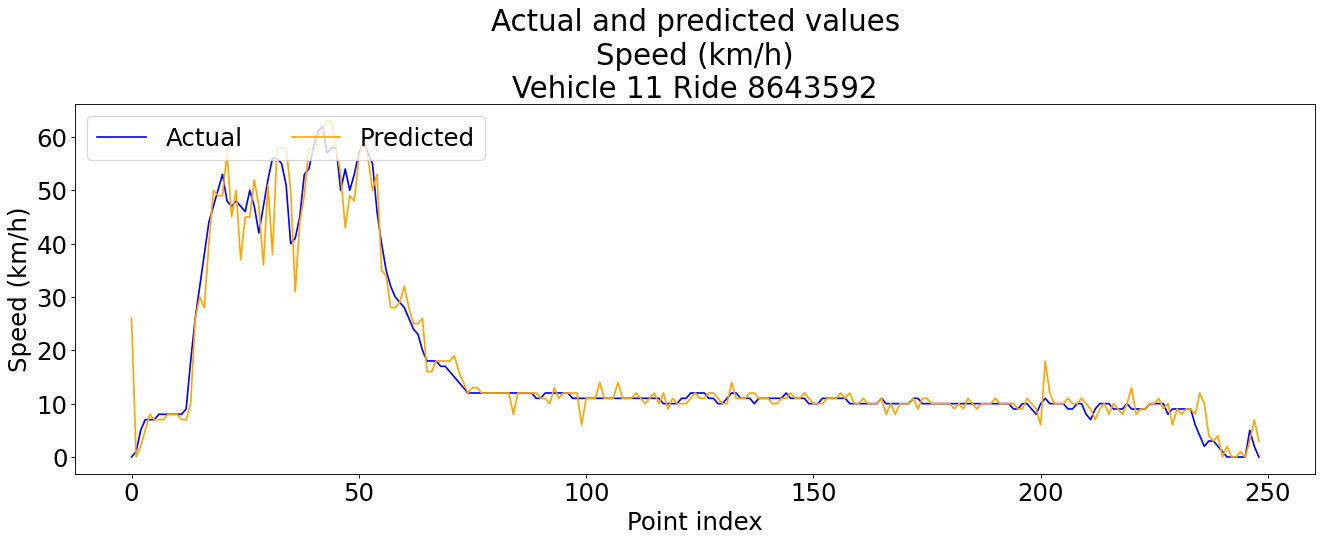 Actual and predicted values
Speed (km/h)
Vehicle 11 Ride 8643592
Actual Predicted
Speed (km/h)
60
50
40
30
20
10
0
0 50 100 150 200 250
Point index